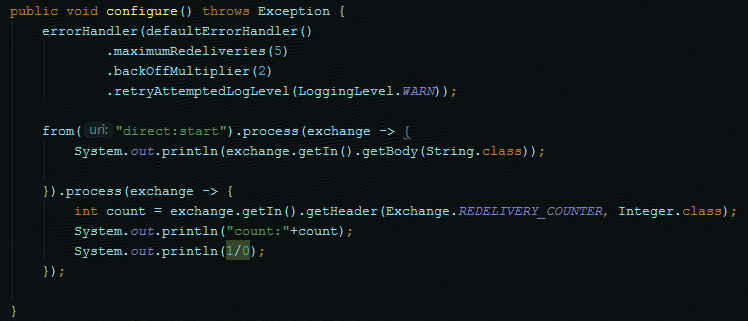 public void configure() throws Exception {
    errorHandler(defaultErrorHandler()
            .maximumRedeliveries(5)
            .backOffMultiplier(2)
            .retryAttemptedLogLevel(LoggingLevel.WARN));
    from( uri: "direct:start").process(exchange -> {
        System.out.println(exchange.getIn().getBody(String.class));
    }).process(exchange -> {
        int count = exchange.getIn().getHeader(Exchange.REDELIVERY_COUNTER, Integer.class);
        System.out.println("count:"+count);
        System.out.println(1/0);
    });
}